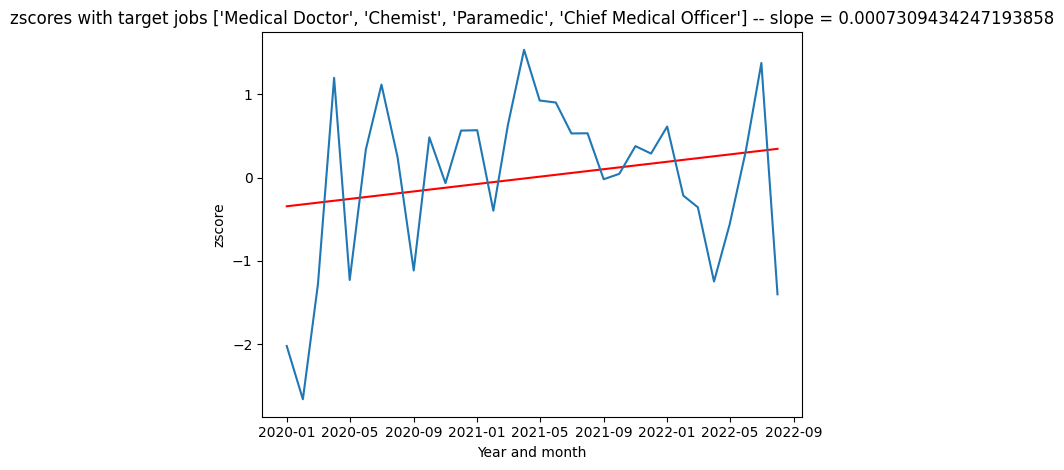 zscores with target jobs ['Medical Doctor', 'Chemist', 'Paramedic', 'Chief Medical Officer'] -- slope = 0.0007309434247193858
1
0
−1
−2
zscore
2020-01 2020-05 2020-09 2021-01 2021-05 2021-09 2022-01 2022-05 2022-09
Year and month